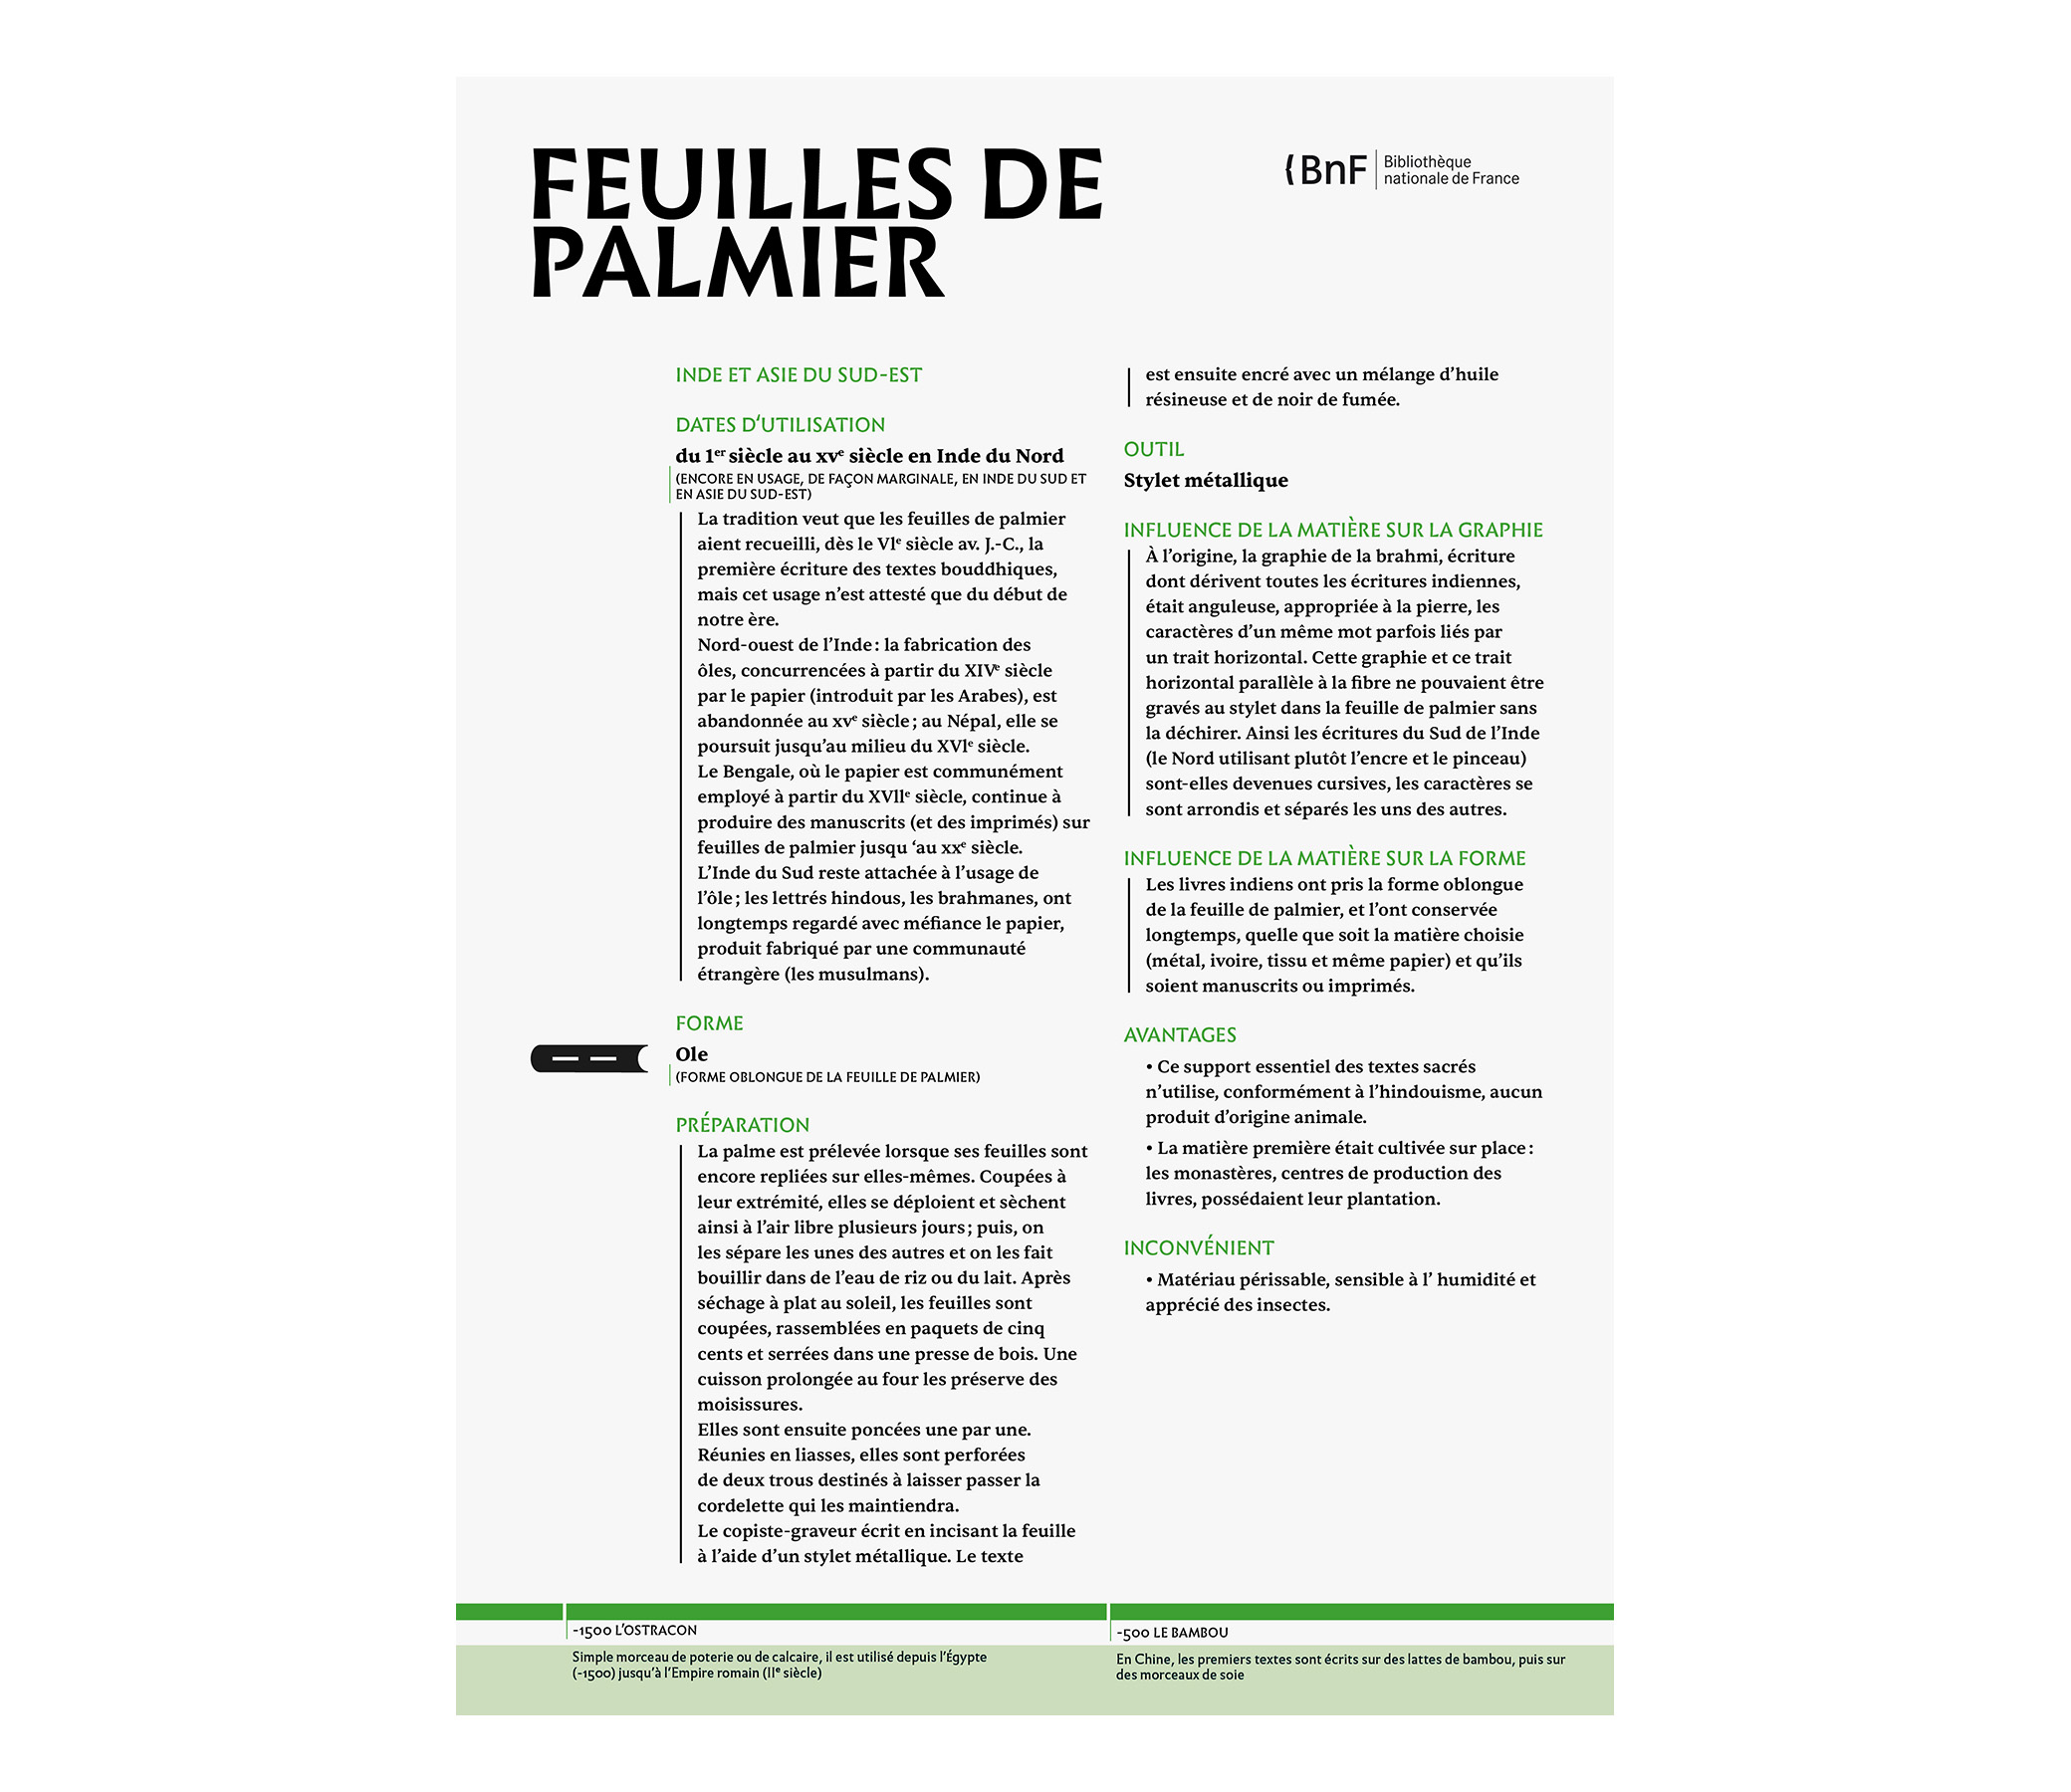 FEUILLES DE
PALMIER
BnF
Bibliothèque
nationale de France
INDE ET ASIE DU SUD-EST
DATES D‘UTILISATION
du 1er siècle au xve siècle en Inde du Nord
(ENCORE EN USAGE, DE FAÇON MARGINALE, EN INDE DU SUD ET
EN ASIE DU SUD-EST)
La tradition veut que les feuilles de palmier
aient recueilli, dès le Vle siècle av. J.-C., la
première écriture des textes bouddhiques,
mais cet usage n’est attesté que du début de
notre ère.
Nord-ouest de l’Inde : la fabrication des
ôles, concurrencées à partir du XIVe siècle
par le papier (introduit par les Arabes), est
abandonnée au xve siècle ; au Népal, elle se
poursuit jusqu’au milieu du XVle siècle.
Le Bengale, où le papier est communément
employé à partir du XVlle siècle, continue à
produire des manuscrits (et des imprimés) sur
feuilles de palmier jusqu ‘au xxe siècle.
L’Inde du Sud reste attachée à l’usage de
l’ôle ; les lettrés hindous, les brahmanes, ont
longtemps regardé avec méfiance le papier,
produit fabriqué par une communauté
étrangère (les musulmans).
FORME
Ole
(FORME OBLONGUE DE LA FEUILLE DE PALMIER)
PRÉPARATION
La palme est prélevée lorsque ses feuilles sont
encore repliées sur elles-mêmes. Coupées à
leur extrémité, elles se déploient et sèchent
ainsi à l’air libre plusieurs jours ; puis, on
les sépare les unes des autres et on les fait
bouillir dans de l’eau de riz ou du lait. Après
séchage à plat au soleil, les feuilles sont
coupées, rassemblées en paquets de cinq
cents et serrées dans une presse de bois. Une
cuisson prolongée au four les préserve des
moisissures.
Elles sont ensuite poncées une par une.
Réunies en liasses, elles sont perforées
de deux trous destinés à laisser passer la
cordelette qui les maintiendra.
Le copiste-graveur écrit en incisant la feuille
à l’aide d’un stylet métallique. Le texte
est ensuite encré avec un mélange d’huile
résineuse et de noir de fumée.
OUTIL
Stylet métallique
INFLUENCE DE LA MATIÈRE SUR LA GRAPHIE
À l’origine, la graphie de la brahmi, écriture
dont dérivent toutes les écritures indiennes,
était anguleuse, appropriée à la pierre, les
caractères d’un même mot parfois liés par
un trait horizontal. Cette graphie et ce trait
horizontal parallèle à la fibre ne pouvaient être
gravés au stylet dans la feuille de palmier sans
la déchirer. Ainsi les écritures du Sud de l’Inde
(le Nord utilisant plutôt l’encre et le pinceau)
sont-elles devenues cursives, les caractères se
sont arrondis et séparés les uns des autres.
INFLUENCE DE LA MATIÈRE SUR LA FORME
Les livres indiens ont pris la forme oblongue
de la feuille de palmier, et l’ont conservée
longtemps, quelle que soit la matière choisie
(métal, ivoire, tissu et même papier) et qu’ils
soient manuscrits ou imprimés.
AVANTAGES
• Ce support essentiel des textes sacrés
n’utilise, conformément à l’hindouisme, aucun
produit d’origine animale.
• La matière première était cultivée sur place :
les monastères, centres de production des
livres, possédaient leur plantation.
INCONVÉNIENT
• Matériau périssable, sensible à l’ humidité et
apprécié des insectes.
-1500 L’OSTRACON
Simple morceau de poterie ou de calcaire, il est utilisé depuis l’Égypte
(-1500) jusqu’à l’Empire romain (IIe siècle)
-500 LE BAMBOU
En Chine, les premiers textes sont écrits sur des lattes de bambou, puis sur
des morceaux de soie